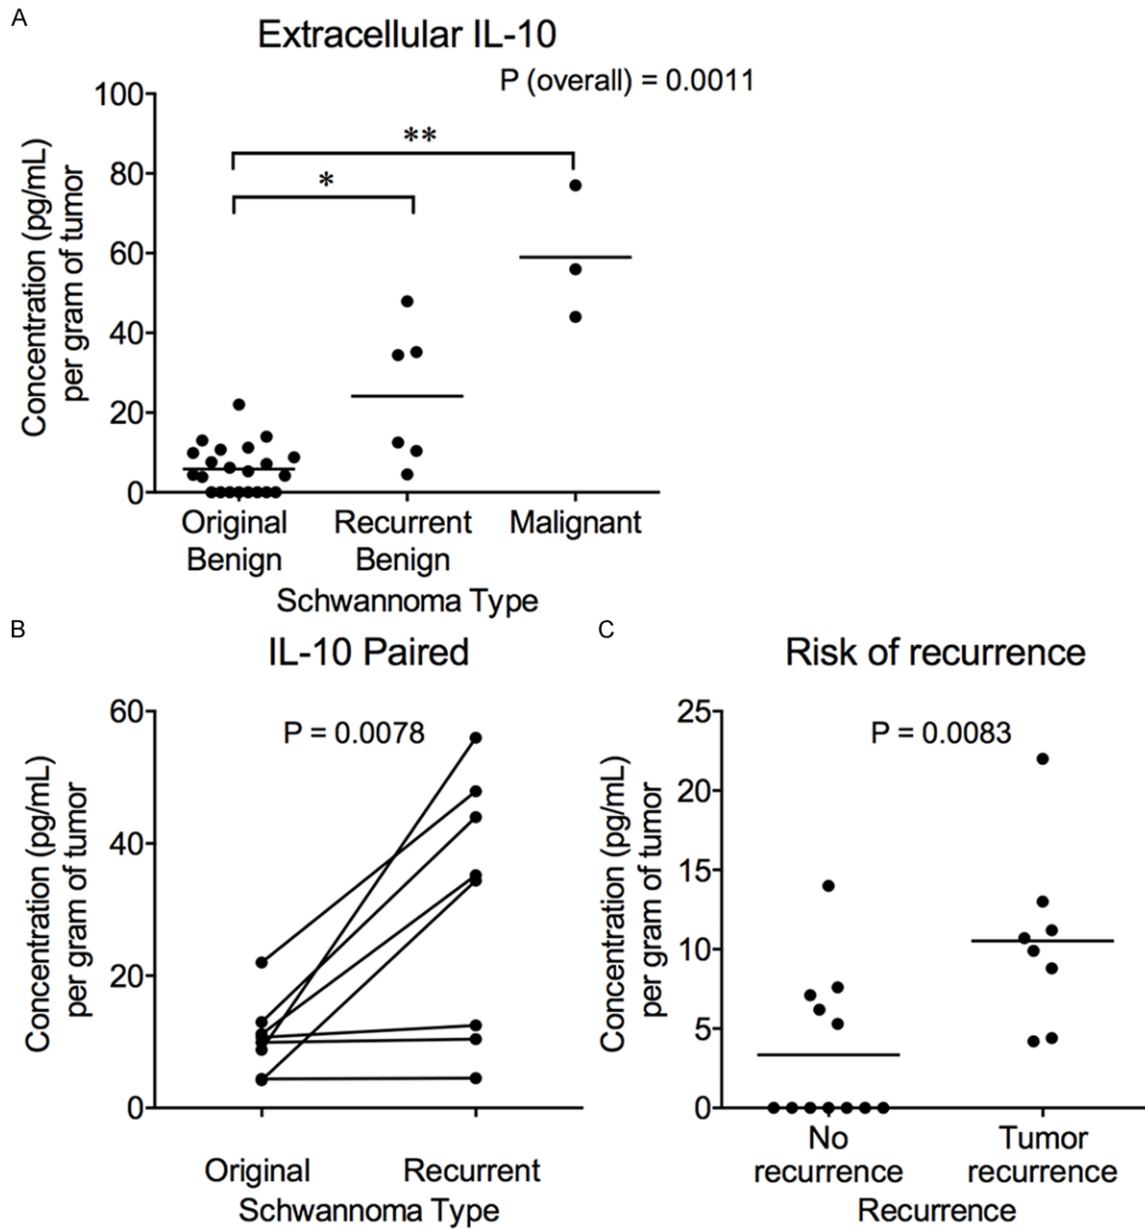 A
Extracellular IL-10
P (overall) = 0.0011
Concentration (pg/mL)
per gram of tumor
100
80
60
40
20
0
**
*
Original
Benign
Recurrent
Benign
Malignant
Schwannoma Type
B
IL-10 Paired
P = 0.0078
Concentration (pg/mL)
per gram of tumor
60
40
20
0
Original
Recurrent
Schwannoma Type
C
Risk of recurrence
P = 0.0083
Concentration (pg/mL)
per gram of tumor
25
20
15
10
5
0
No
recurrence
Tumor
recurrence
Recurrence